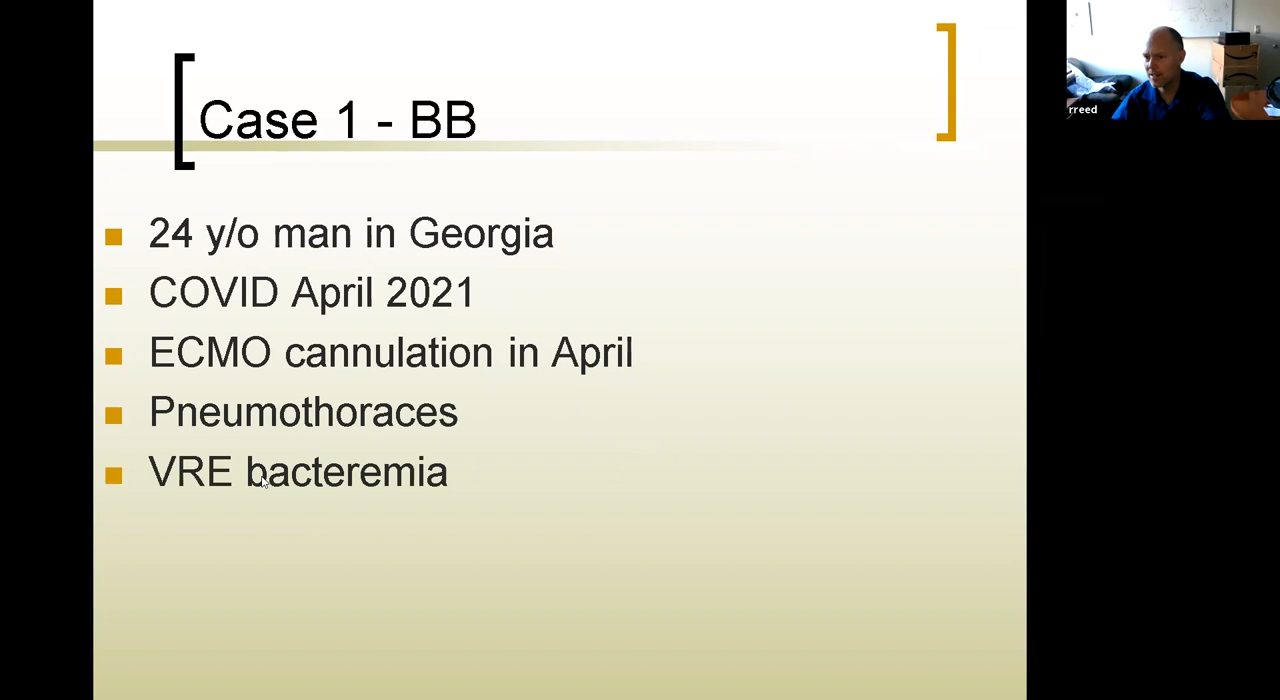 Case 1 - BB
24 y/o man in Georgia
COVID April 2021
ECMO cannulation in April
Pneumothoraces
VRE bacteremia
rreed